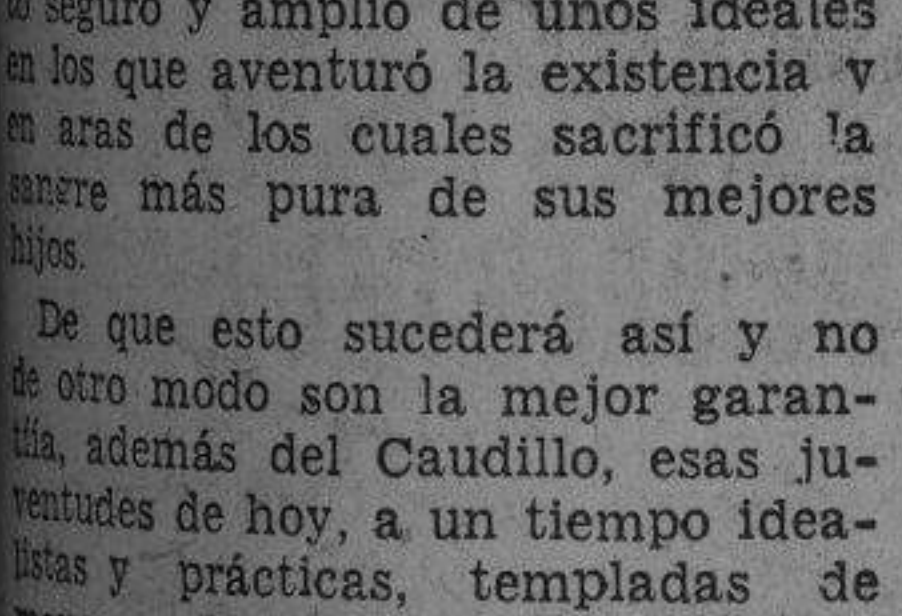 seguro y amplio de unos ideales
en los que aventuró la existencia y
en aras de los cuales sacrificó la
sangre más pura de sus mejores
hijos.
De que esto sucederá así y no
de otro modo son la mejor garan-
tía, además del Caudillo, esas ju-
ventudes de hoy, a un tiempo idea-
listas y prácticas, templadas de